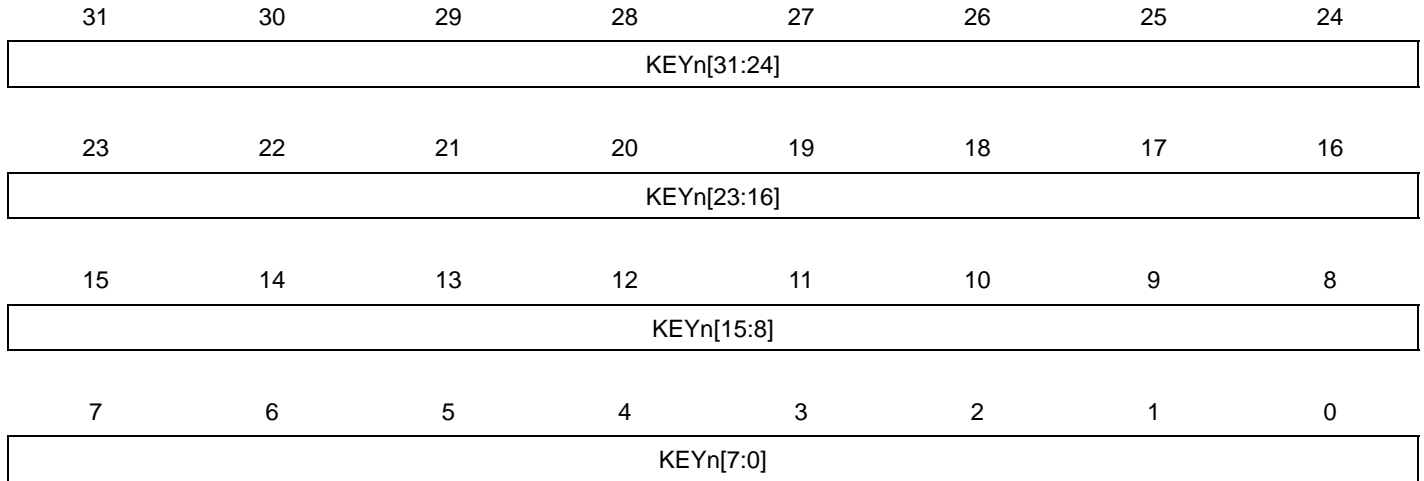 31 30 29 28 27 26 25 24
KEYn[31:24]
23 22 21 20 19 18 17 16
KEYn[23:16]
15 14 13 12 11 10 9 8
KEYn[15:8]
7 6 5 4 3 2 1 0
KEYn[7:0]